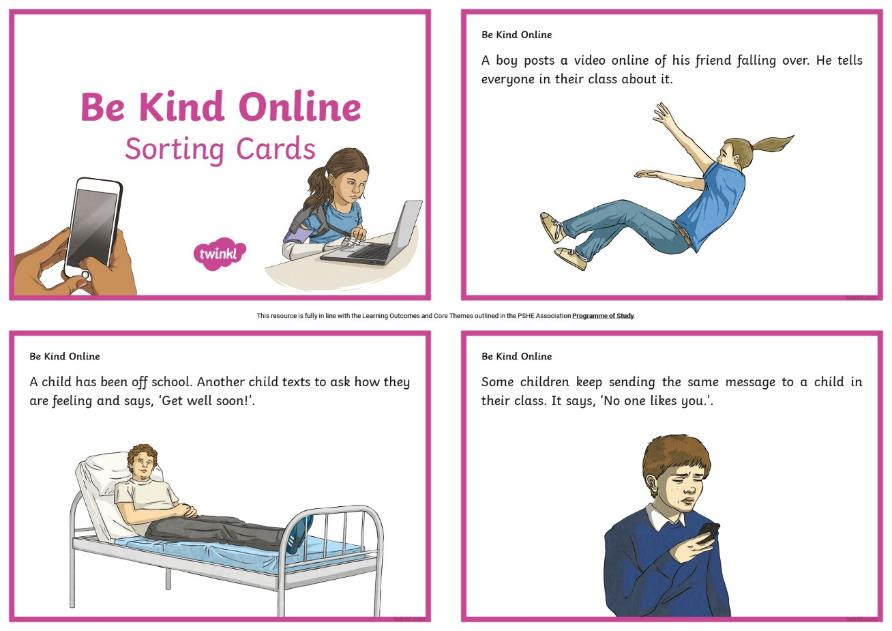 Be Kind Online
Sorting Cards
twinkl
Be Kind Online
A boy posts a video online of his friend falling over. He tells
everyone in their class about it.
This resource is fully in line with the Learning Outcomes and Core Themes outlined in the PSHE Association Programme of Study.
Be Kind Online
A child has been off school. Another child texts to ask how they
are feeling and says, ‘Get well soon!’.
Be Kind Online
Some children keep sending the same message to a child in
their class. It says, ‘No one likes you.’.